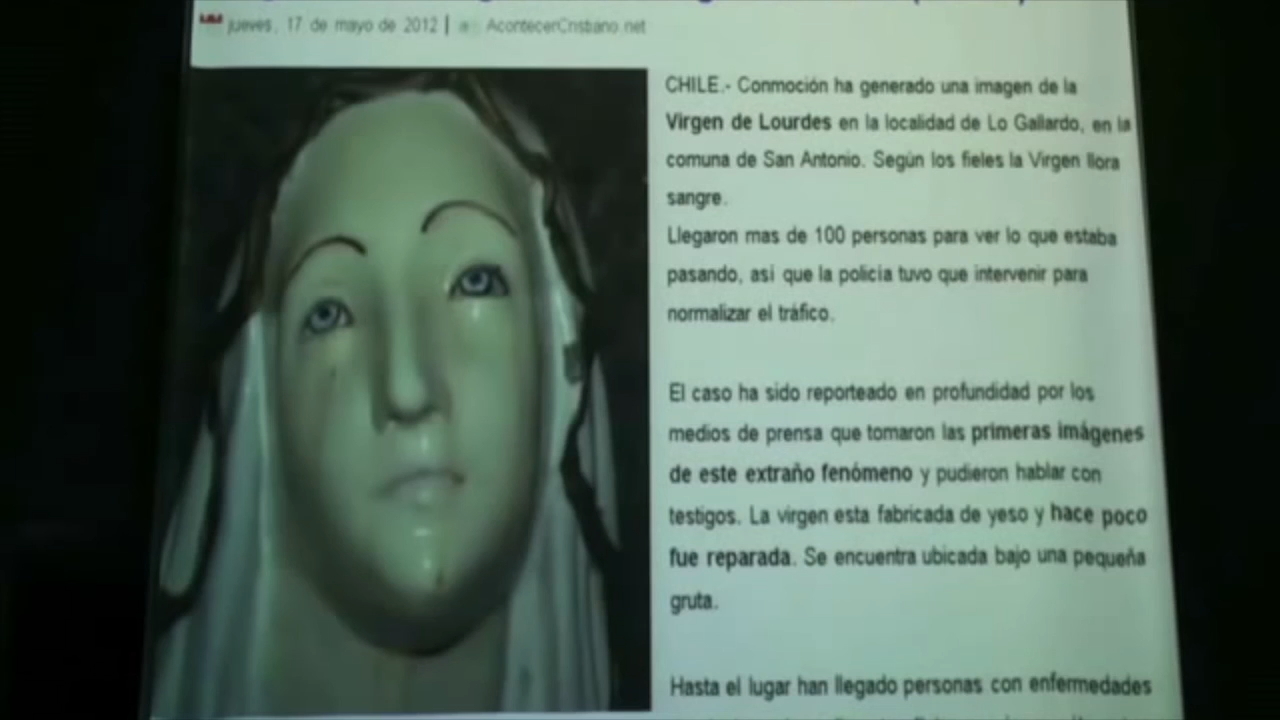 jueves, 17 de mayo de 2012 | AcontecerCristiano.net
CHILE.- Conmoción ha generado una imagen de la
Virgen de Lourdes en la localidad de Lo Gallardo, en la
comuna de San Antonio. Según los fieles la Virgen llora
sangre.
Llegaron mas de 100 personas para ver lo que estaba
pasando, así que la policía tuvo que intervenir para
normalizar el tráfico.
El caso ha sido reporteado en profundidad por los
medios de prensa que tomaron las primeras imágenes
de este extraño fenómeno y pudieron hablar con
testigos. La virgen esta fabricada de yeso y hace poco
fue reparada. Se encuentra ubicada bajo una pequeña
gruta.
Hasta el lugar han llegado personas con enfermedades